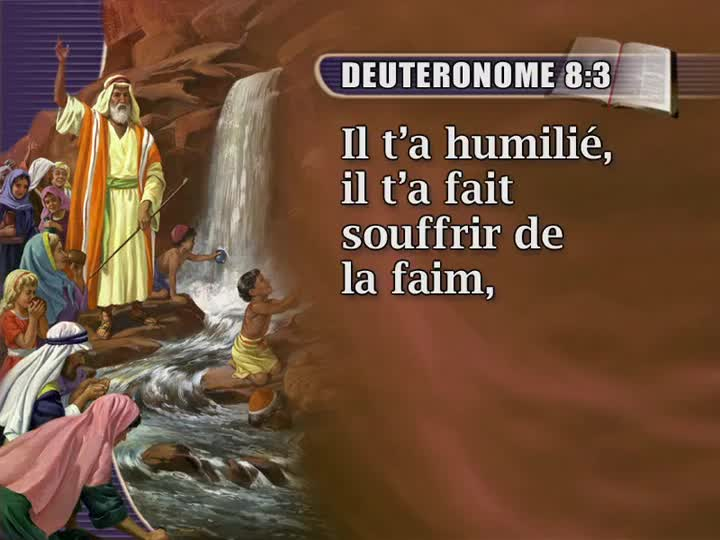 DEUTERONOME 8:3
Il t’a humilié,
il t’a fait
souffrir de
la faim,